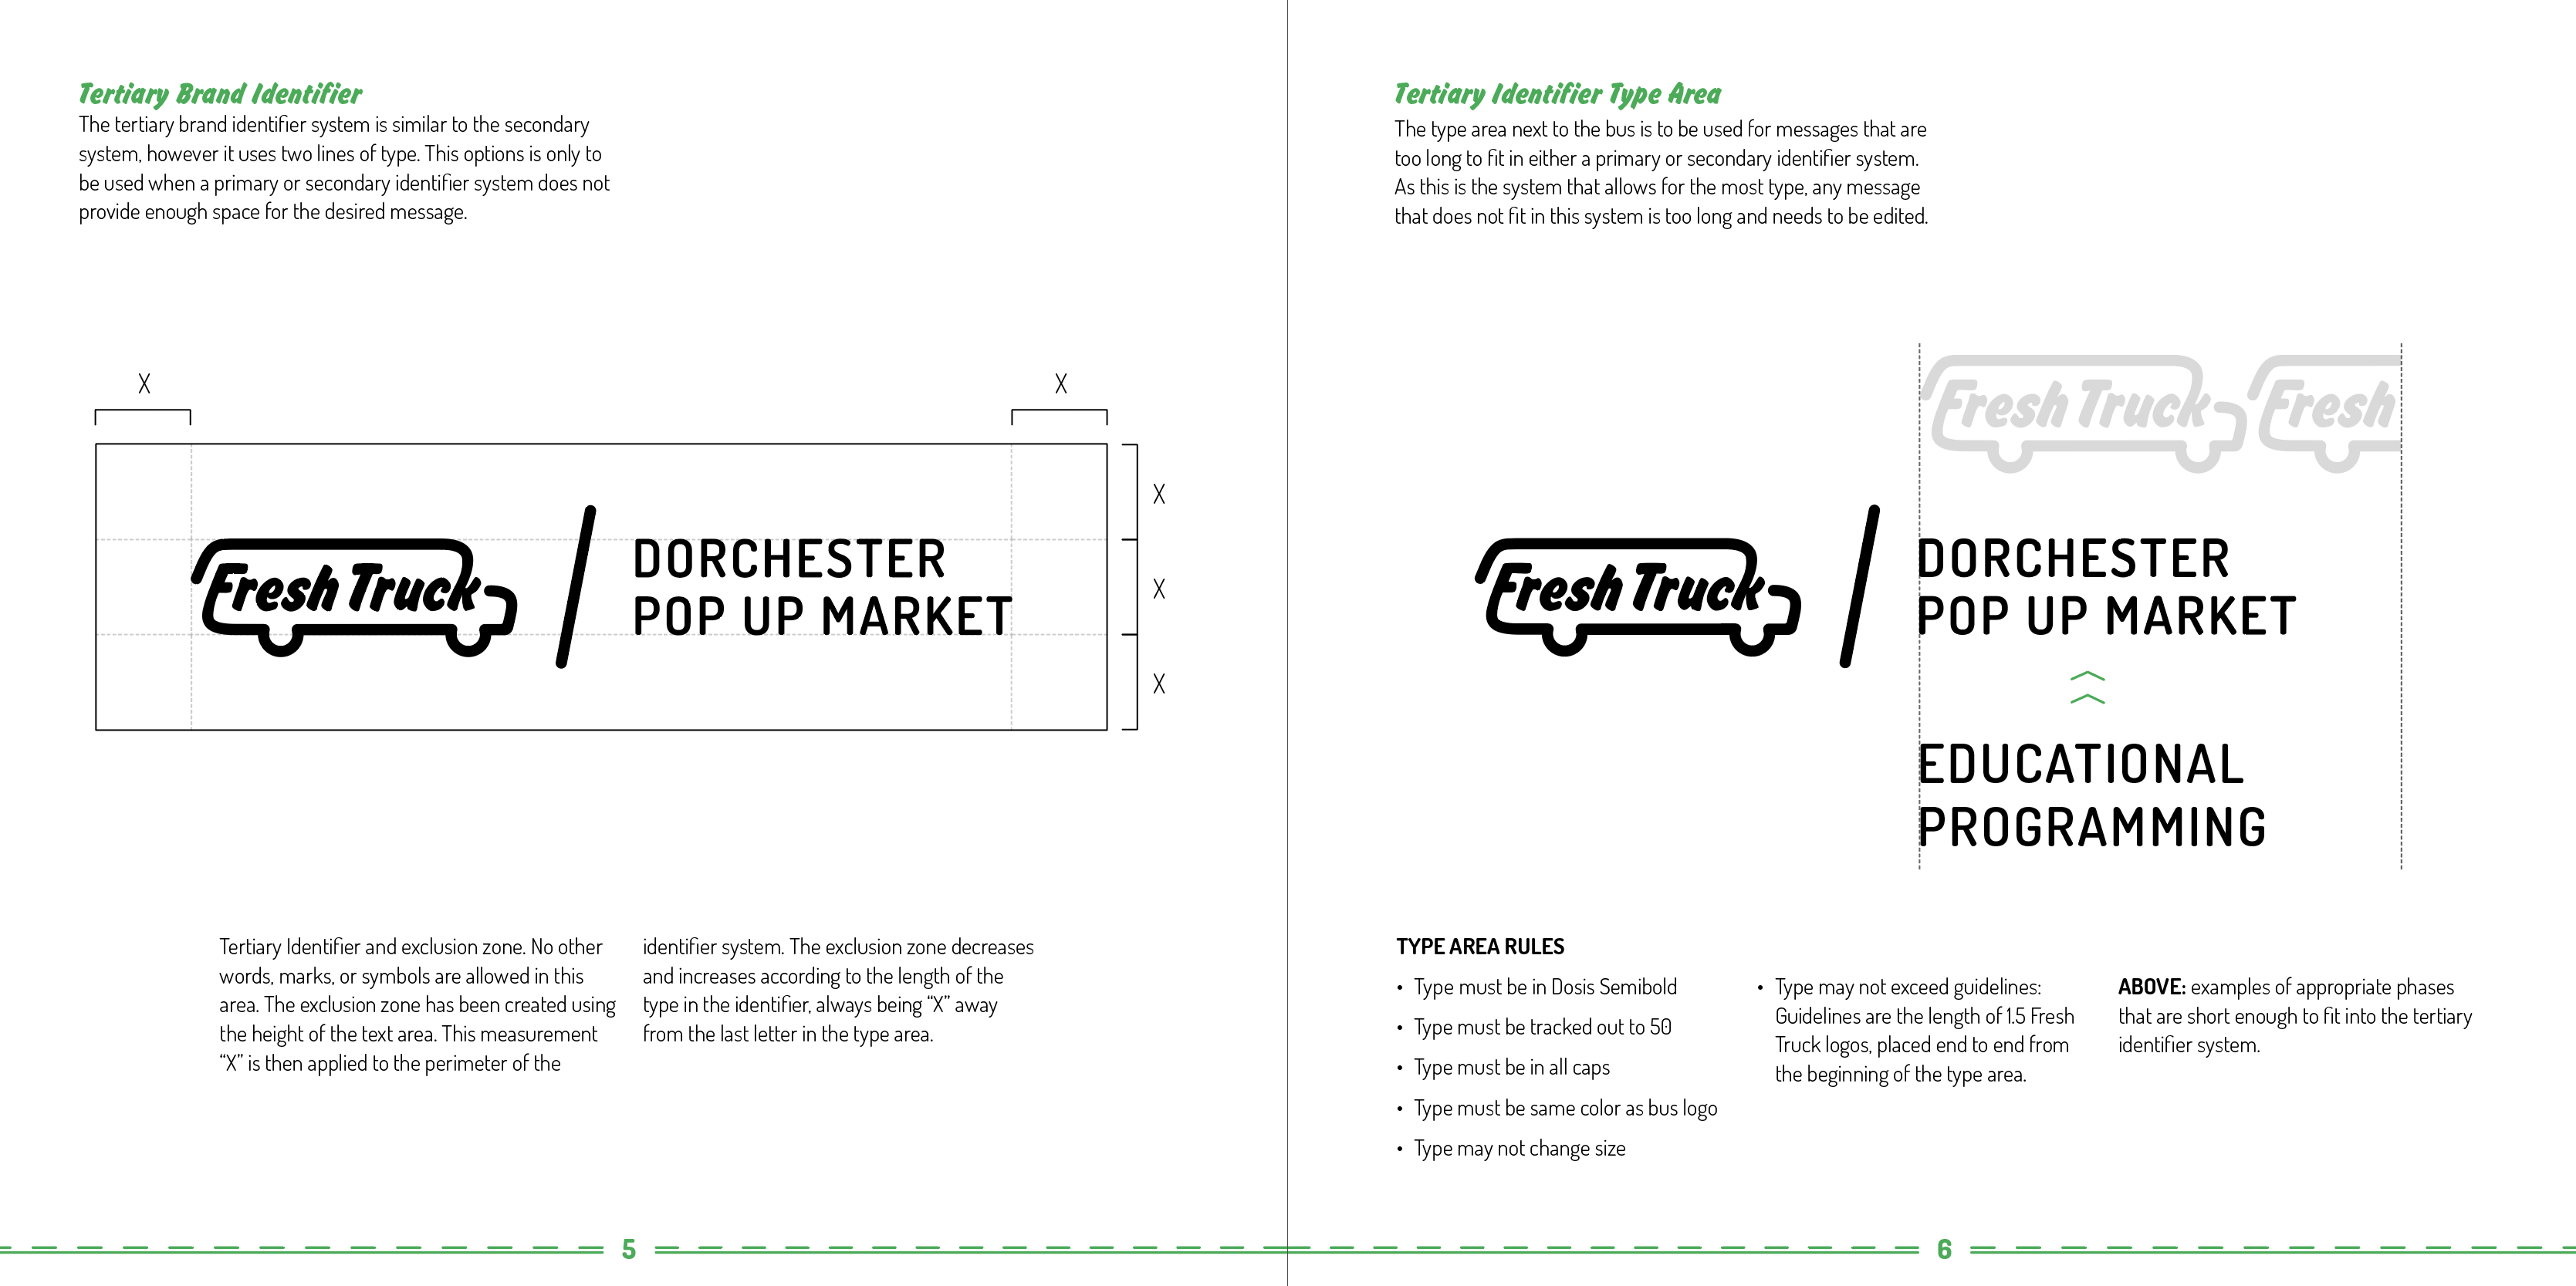 Tertiary Brand Identifier
The tertiary brand identifier system is similar to the secondary
system, however it uses two lines of type. This options is only to
be used when a primary or secondary identifier system does not
provide enough space for the desired message.
X
X
X
X
X
Fresh Truck
DORCHESTER
POP UP MARKET
Tertiary Identifier and exclusion zone. No other
words, marks, or symbols are allowed in this
area. The exclusion zone has been created using
the height of the text area. This measurement
“X” is then applied to the perimeter of the
identifier system. The exclusion zone decreases
and increases according to the length of the
type in the identifier, always being “X” away
from the last letter in the type area.
5
Tertiary Identifier Type Area
The type area next to the bus is to be used for messages that are
too long to fit in either a primary or secondary identifier system.
As this is the system that allows for the most type, any message
that does not fit in this system is too long and needs to be edited.
Fresh Truck Fresh
Fresh Truck
DORCHESTER
POP UP MARKET
EDUCATIONAL
PROGRAMMING
TYPE AREA RULES
• Type must be in Dosis Semibold
• Type must be tracked out to 50
• Type must be in all caps
• Type must be same color as bus logo
• Type may not change size
• Type may not exceed guidelines:
Guidelines are the length of 1.5 Fresh
Truck logos, placed end to end from
the beginning of the type area.
ABOVE: examples of appropriate phases
that are short enough to fit into the tertiary
identifier system.
6